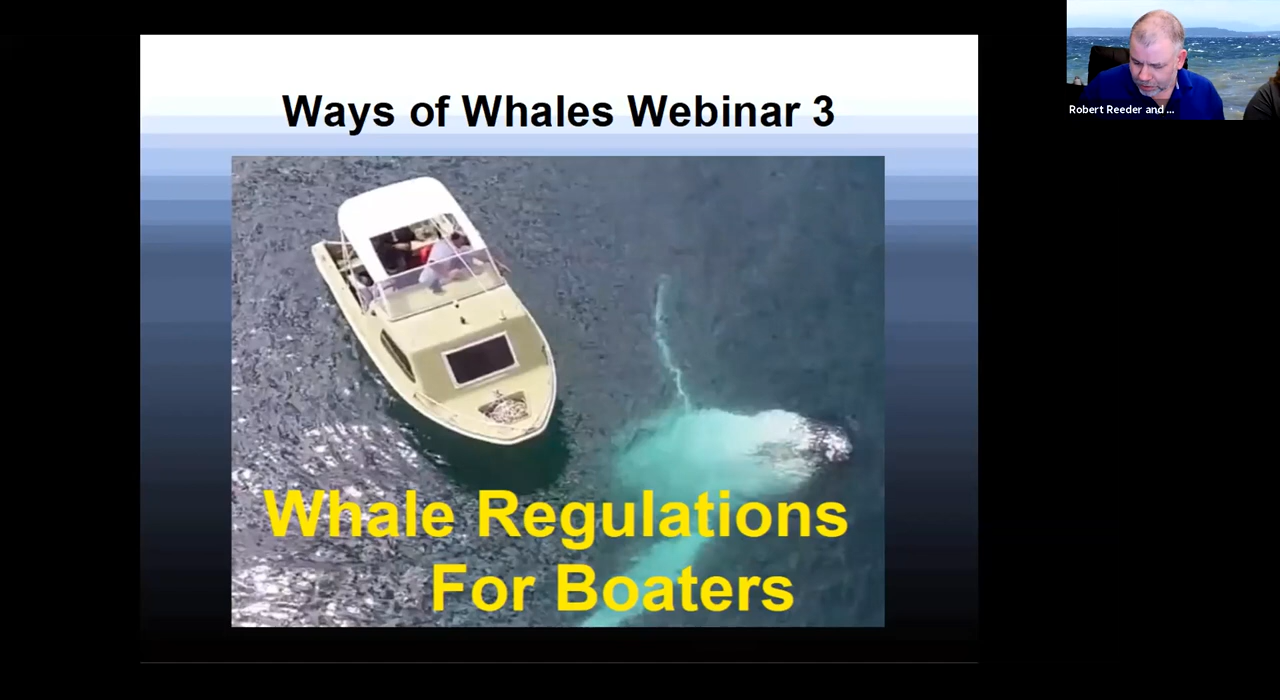 Ways of Whales Webinar 3
Whale Regulations
For Boaters
Robert Reeder and ...